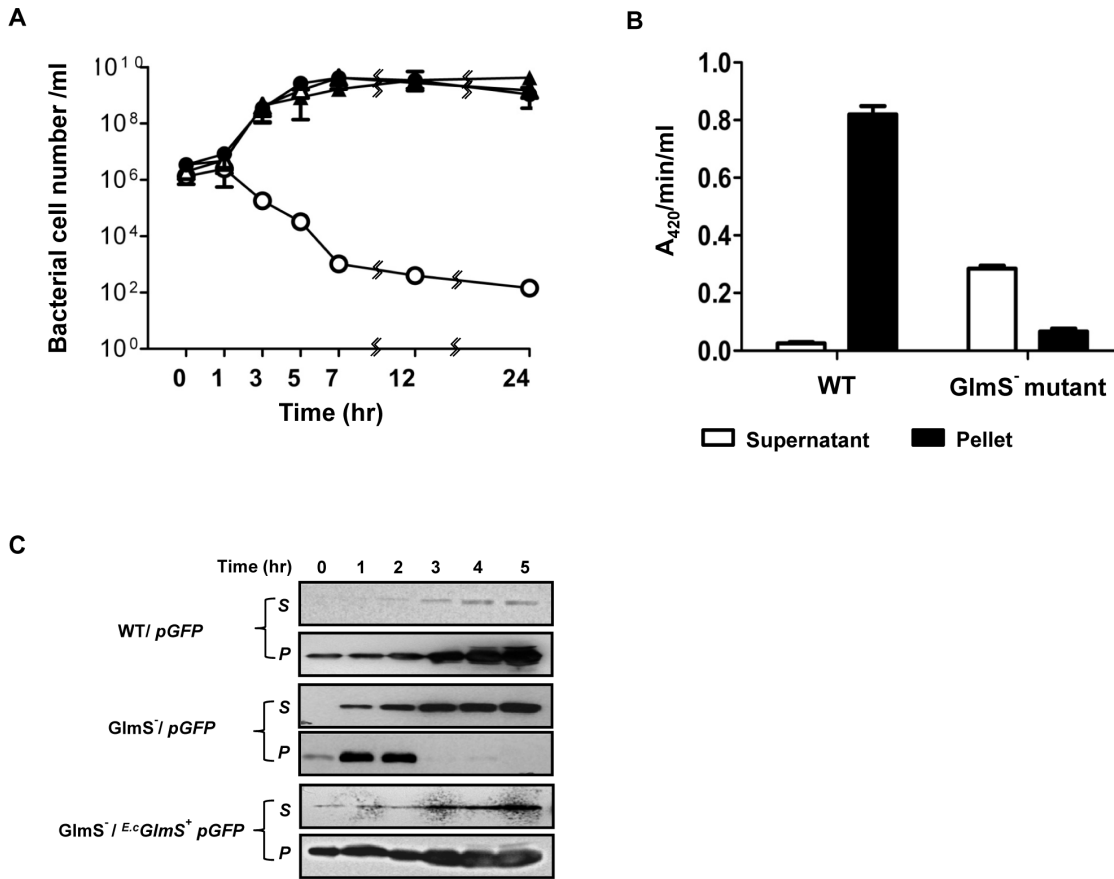 A
Bacterial cell number /ml
10¹⁰
10⁸
10⁶
10⁴
10²
10⁰
0 1 3 5 7 12 24
Time (hr)
B
A₄₂₀/min/ml
1.0
0.8
0.6
0.4
0.2
0.0
WT GlmS⁻ mutant
Supernatant Pellet
C
Time (hr) 0 1 2 3 4 5
WT/ pGFP
S
P
GlmS⁻/ pGFP
S
P
GlmS⁻/ ᴱ·ᶜGlmS⁺ pGFP
S
P